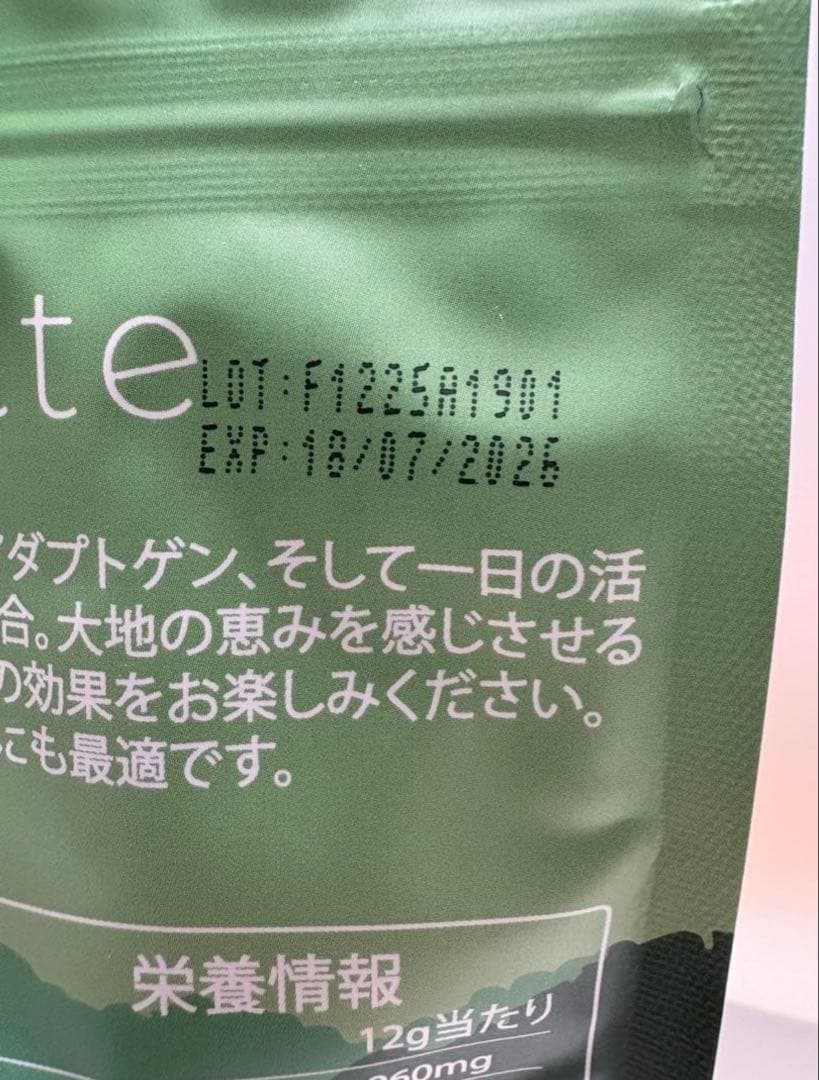 te
LOT:F1225A1901
EXP:18/07/2026
ダプトゲン、そして一日の活
合。大地の恵みを感じさせる
の効果をお楽しみください。
にも最適です。
栄養情報
12g当たり
260mg